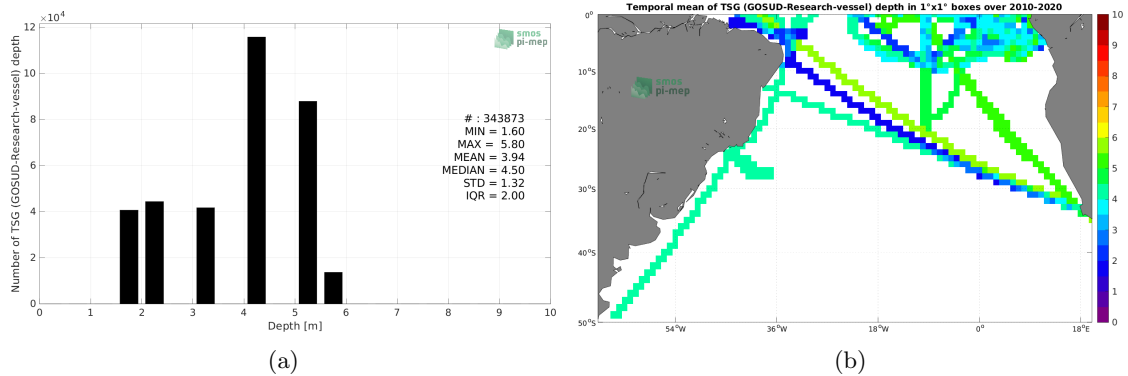 ×10⁴
12
10
8
6
4
2
0
Number of TSG (GOSUD-Research-vessel) depth
smos
pi-mep
# : 343873
MIN = 1.60
MAX = 5.80
MEAN = 3.94
MEDIAN = 4.50
STD = 1.32
IQR = 2.00
0 1 2 3 4 5 6 7 8 9 10
Depth [m]
(a)
Temporal mean of TSG (GOSUD-Research-vessel) depth in 1°x1° boxes over 2010-2020
0°
10°S
20°S
30°S
40°S
50°S
smos
pi-mep
54°W 36°W 18°W 0° 18°E
10
9
8
7
6
5
4
3
2
1
0
(b)